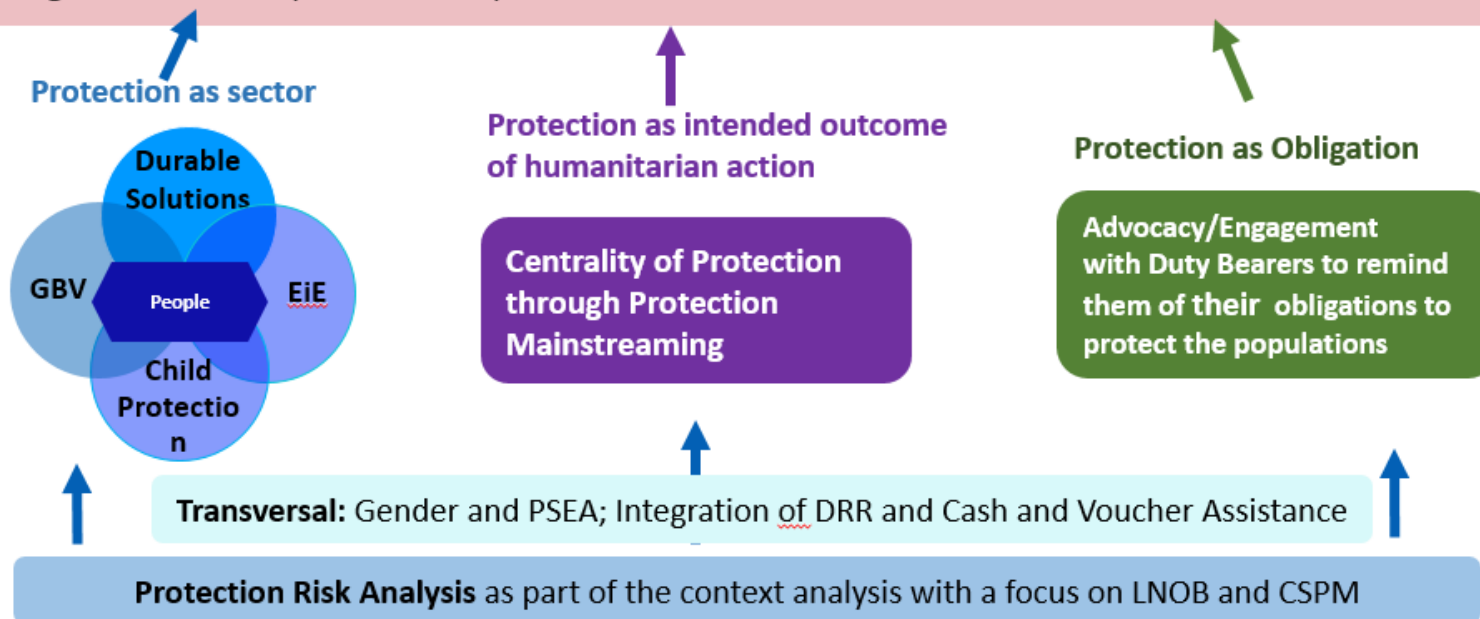 Protection as sector
Protection as intended outcome
of humanitarian action
Protection as Obligation
Durable
Solutions
GBV
People
EiE
Child
Protectio
n
Centrality of Protection
through Protection
Mainstreaming
Advocacy/Engagement
with Duty Bearers to remind
them of their obligations to
protect the populations
Transversal: Gender and PSEA; Integration of DRR and Cash and Voucher Assistance
Protection Risk Analysis as part of the context analysis with a focus on LNOB and CSPM